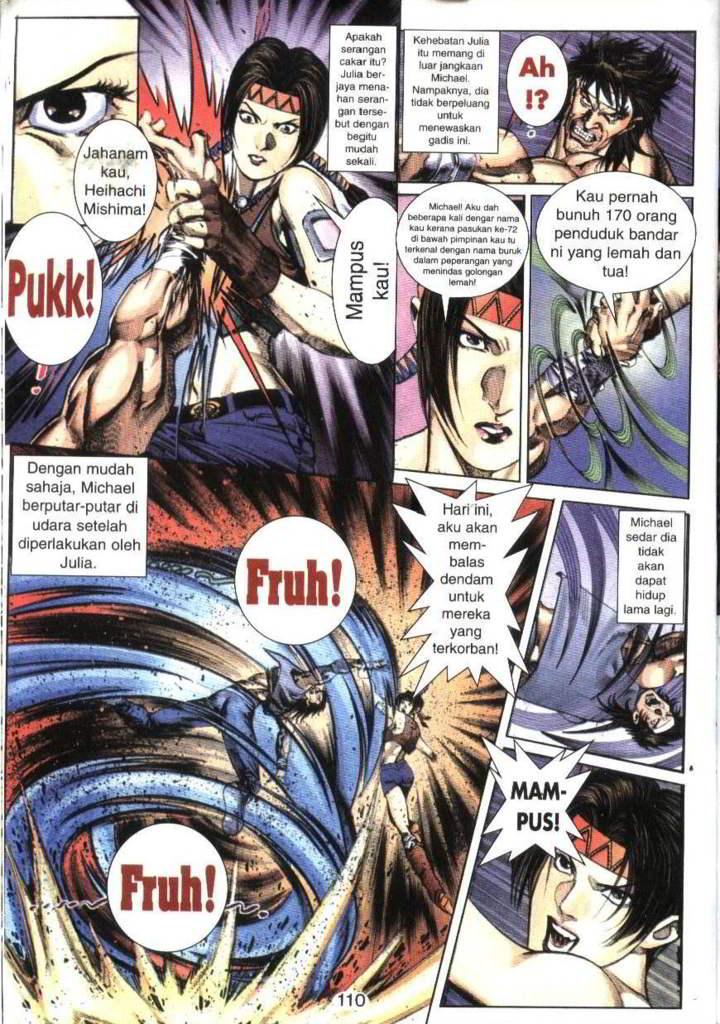 Jahanam
kau,
Heihachi
Mishima!
Pukk!
Apakah
serangan
cakar itu?
Julia ber-
jaya mena-
han seran-
gan terse-
but dengan
begitu
mudah
sekali.
Mampus
kau!
Kehebatan Julia
itu memang di
luar jangkaan
Michael.
Nampaknya, dia
tidak berpeluang
untuk
menewaskan
gadis ini.
Ah
!?
Michael! Aku dah
beberapa kali dengar nama
kau kerana pasukan ke-72
di bawah pimpinan kau tu
terkenal dengan nama buruk
dalam peperangan yang
menindas golongan
lemah!
Kau pernah
bunuh 170 orang
penduduk bandar
ni yang lemah dan
tua!
Dengan mudah
sahaja, Michael
berputar-putar di
udara setelah
diperlakukan oleh
Julia.
Fruh!
Fruh!
Hari ini,
aku akan
mem-
balas
dendam
untuk
mereka
yang
terkorban!
Michael
sedar dia
tidak
akan
dapat
hidup
lama lagi.
MAM-
PUS!
110